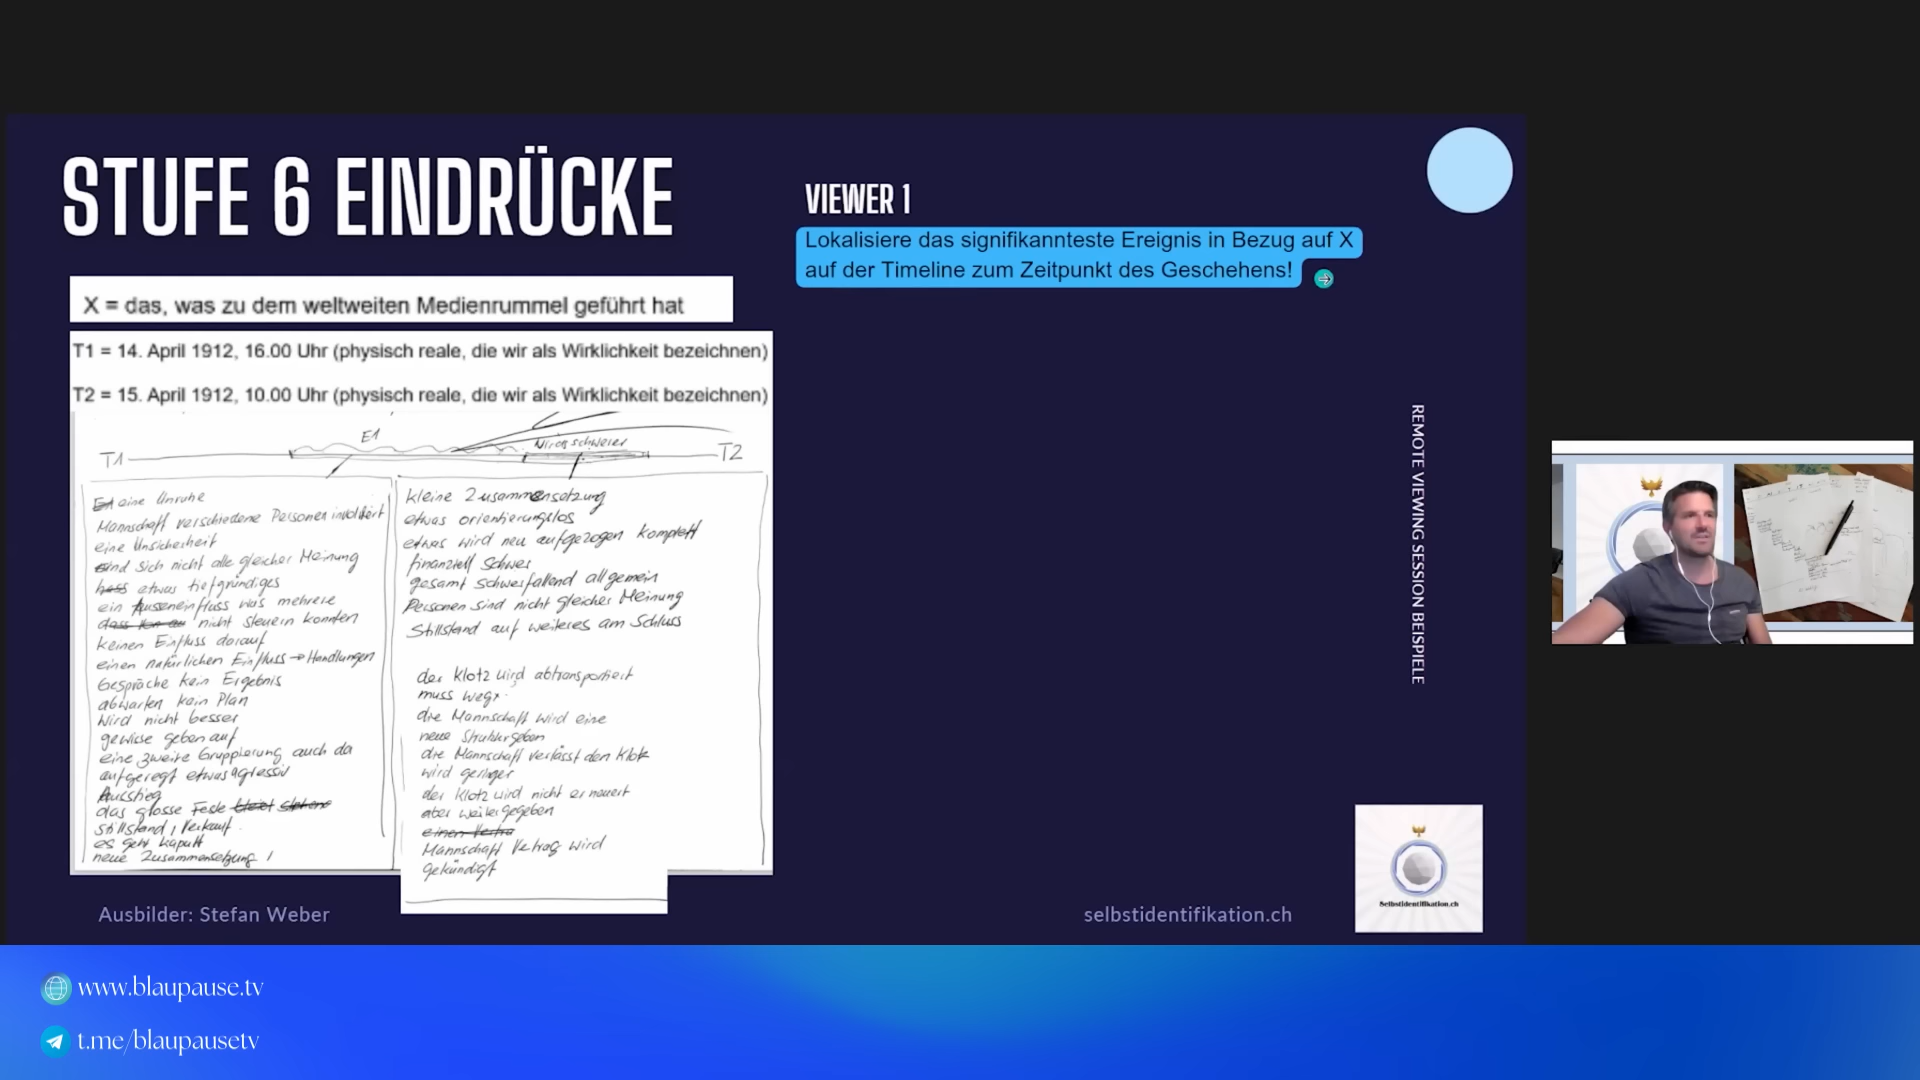 STUFE 6 EINDRÜCKE
VIEWER 1
Lokalisiere das signifikannteste Ereignis in Bezug auf X
auf der Timeline zum Zeitpunkt des Geschehens!
X = das, was zu dem weltweiten Medienrummel geführt hat
T1 = 14. April 1912, 16.00 Uhr (physisch reale, die wir als Wirklichkeit bezeichnen)
T2 = 15. April 1912, 10.00 Uhr (physisch reale, die wir als Wirklichkeit bezeichnen)
T1 E1 T2
eine Unruhe
Mannschaft verschiedene Personen involviert
eine Unsicherheit
sind sich nicht alle gleicher Meinung
etwas tiefgründiges
ein Ausseneinfluss was mehrere
nicht steuern konnten
keinen Einfluss darauf
einen natürlichen Einfluss → Handlungen
Gespräche kein Ergebnis
abwarten kein Plan
wird nicht besser
gewisse geben auf
eine zweite Gruppierung auch da
aufgeregt etwas agressiv
Ausstieg
das grosse Feste bleibt stehen
Stillstand, Verkauf
es geht kaputt
neue Zusammensetzung
kleine Zusammensetzung
etwas orientierungslos
etwas wird neu aufgezogen komplett
finanziell schwer
gesamt schwerfallend allgemein
Personen sind nicht gleicher Meinung
Stillstand auf weiteres am Schluss
der Klotz wird abtransportiert
muss weg
die Mannschaft wird eine
neue Struktur geben
die Mannschaft verlässt den Klotz
wird geringer
der Klotz wird nicht erneuert
aber weitergegeben
einen Vertra
Mannschaft Vetrag wird
gekündigt
REMOTE VIEWING SESSION BEISPIELE
Ausbilder: Stefan Weber
selbstidentifikation.ch
Selbstidentifikation.ch
www.blaupause.tv
t.me/blaupausetv